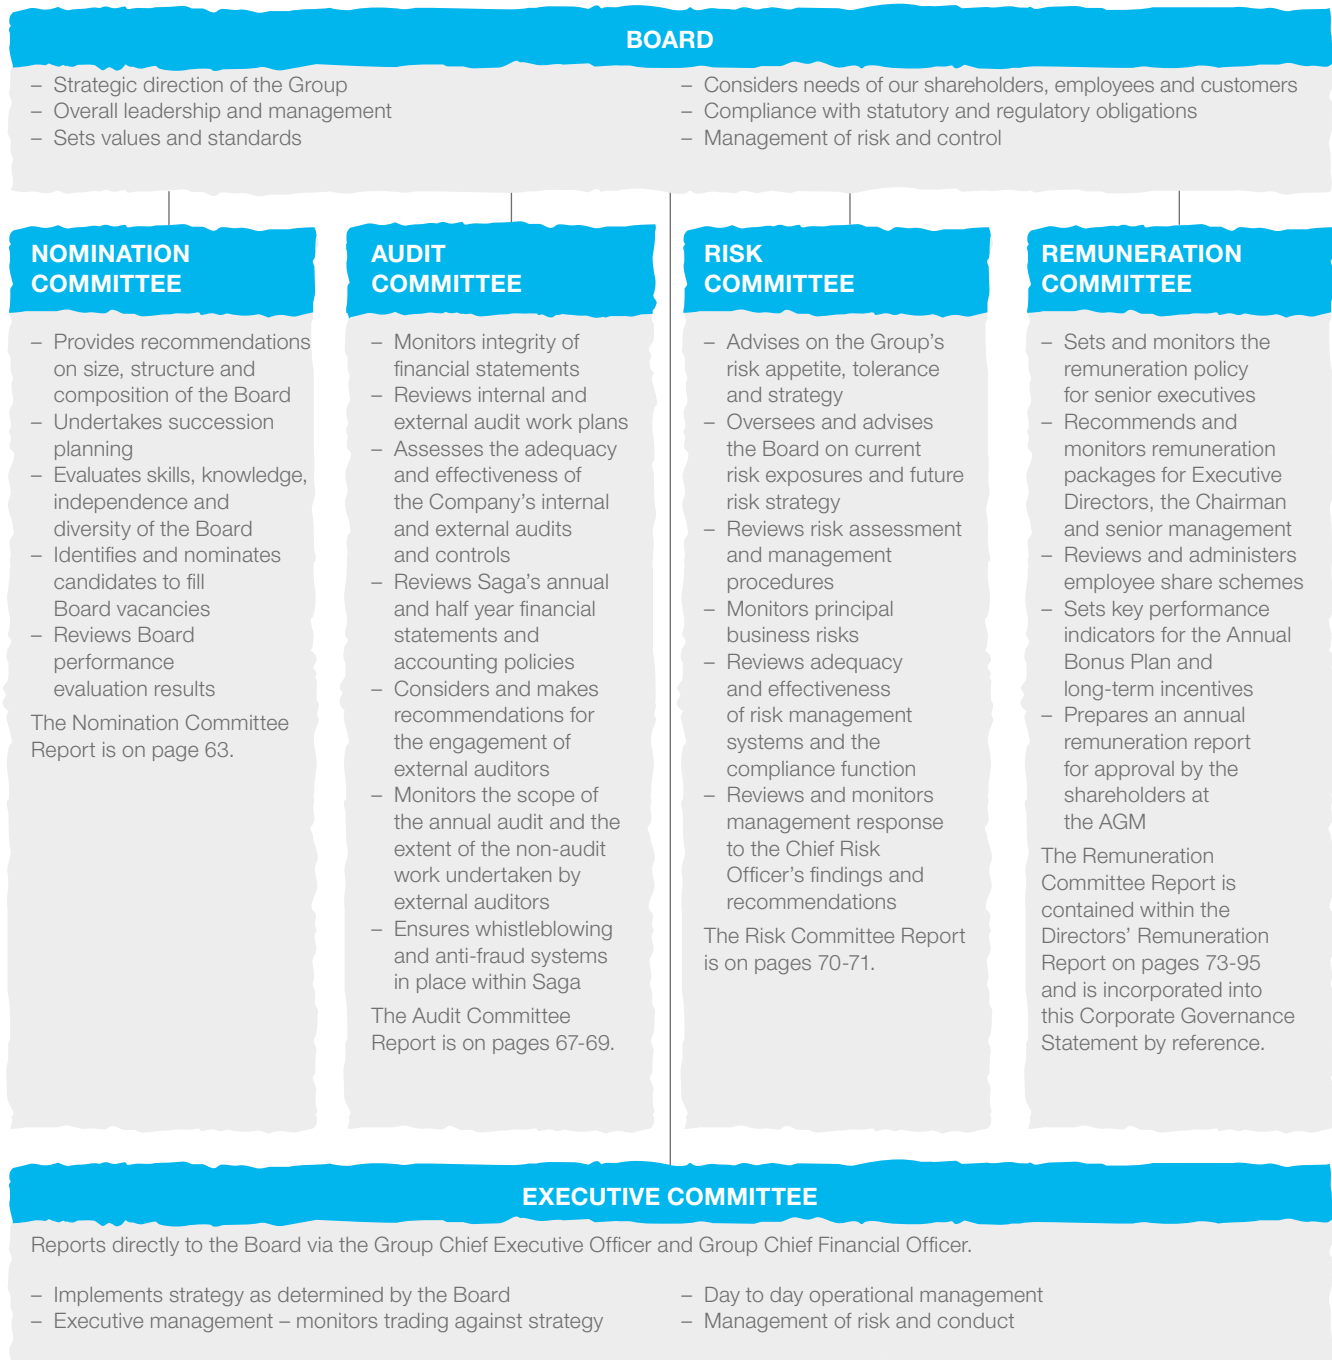 BOARD
– Strategic direction of the Group
– Overall leadership and management
– Sets values and standards
– Considers needs of our shareholders, employees and customers
– Compliance with statutory and regulatory obligations
– Management of risk and control
NOMINATION
COMMITTEE
– Provides recommendations
on size, structure and
composition of the Board
– Undertakes succession
planning
– Evaluates skills, knowledge,
independence and
diversity of the Board
– Identifies and nominates
candidates to fill
Board vacancies
– Reviews Board
performance
evaluation results
The Nomination Committee
Report is on page 63.
AUDIT
COMMITTEE
– Monitors integrity of
financial statements
– Reviews internal and
external audit work plans
– Assesses the adequacy
and effectiveness of
the Company's internal
and external audits
and controls
– Reviews Saga's annual
and half year financial
statements and
accounting policies
– Considers and makes
recommendations for
the engagement of
external auditors
– Monitors the scope of
the annual audit and the
extent of the non-audit
work undertaken by
external auditors
– Ensures whistleblowing
and anti-fraud systems
in place within Saga
The Audit Committee
Report is on pages 67-69.
RISK
COMMITTEE
– Advises on the Group's
risk appetite, tolerance
and strategy
– Oversees and advises
the Board on current
risk exposures and future
risk strategy
– Reviews risk assessment
and management
procedures
– Monitors principal
business risks
– Reviews adequacy
and effectiveness
of risk management
systems and the
compliance function
– Reviews and monitors
management response
to the Chief Risk
Officer's findings and
recommendations
The Risk Committee Report
is on pages 70-71.
REMUNERATION
COMMITTEE
– Sets and monitors the
remuneration policy
for senior executives
– Recommends and
monitors remuneration
packages for Executive
Directors, the Chairman
and senior management
– Reviews and administers
employee share schemes
– Sets key performance
indicators for the Annual
Bonus Plan and
long-term incentives
– Prepares an annual
remuneration report
for approval by the
shareholders at
the AGM
The Remuneration
Committee Report is
contained within the
Directors' Remuneration
Report on pages 73-95
and is incorporated into
this Corporate Governance
Statement by reference.
EXECUTIVE COMMITTEE
Reports directly to the Board via the Group Chief Executive Officer and Group Chief Financial Officer.
– Implements strategy as determined by the Board
– Executive management – monitors trading against strategy
– Day to day operational management
– Management of risk and conduct